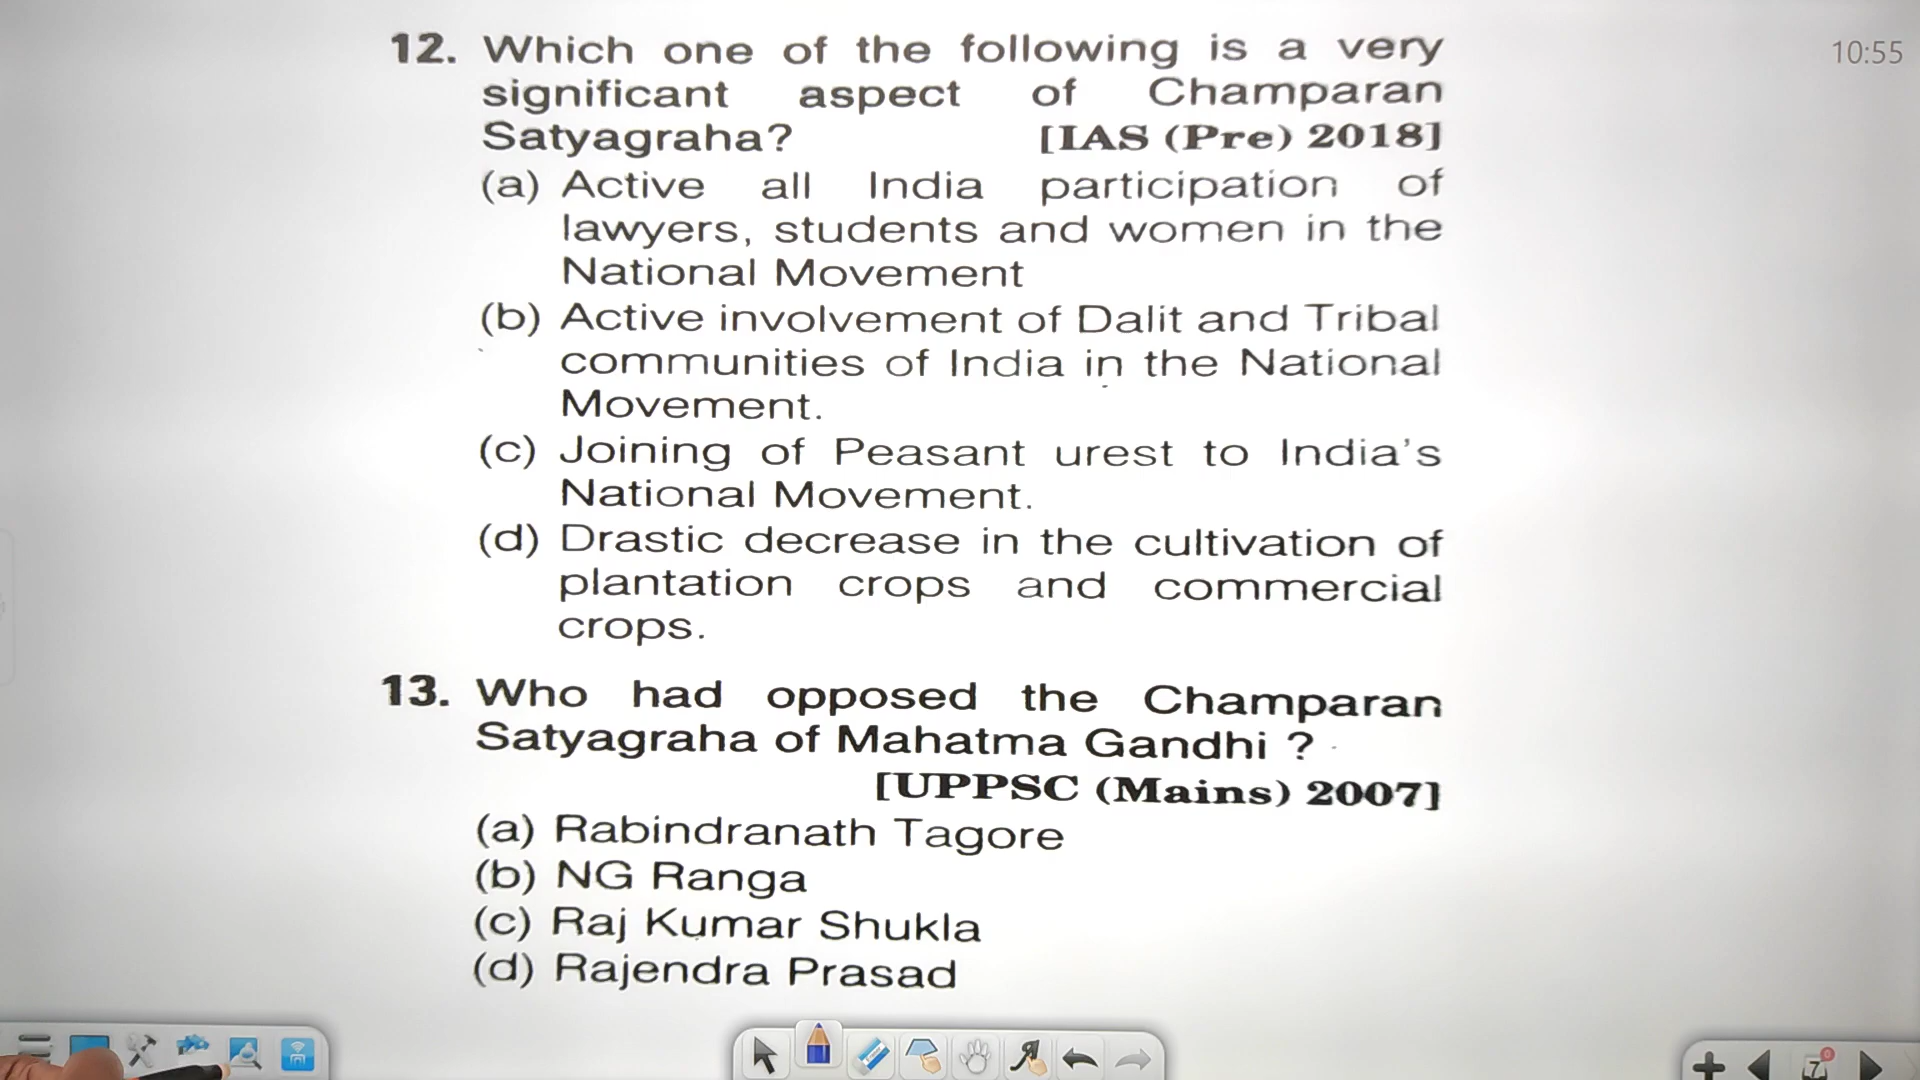 12. Which one of the following is a very
significant aspect of Champaran
Satyagraha? [IAS (Pre) 2018]
(a) Active all India participation of
lawyers, students and women in the
National Movement
(b) Active involvement of Dalit and Tribal
communities of India in the National
Movement.
(c) Joining of Peasant urest to India's
National Movement.
(d) Drastic decrease in the cultivation of
plantation crops and commercial
crops.
13. Who had opposed the Champaran
Satyagraha of Mahatma Gandhi ?
[UPPSC (Mains) 2007]
(a) Rabindranath Tagore
(b) NG Ranga
(c) Raj Kumar Shukla
(d) Rajendra Prasad
10:55
7
0